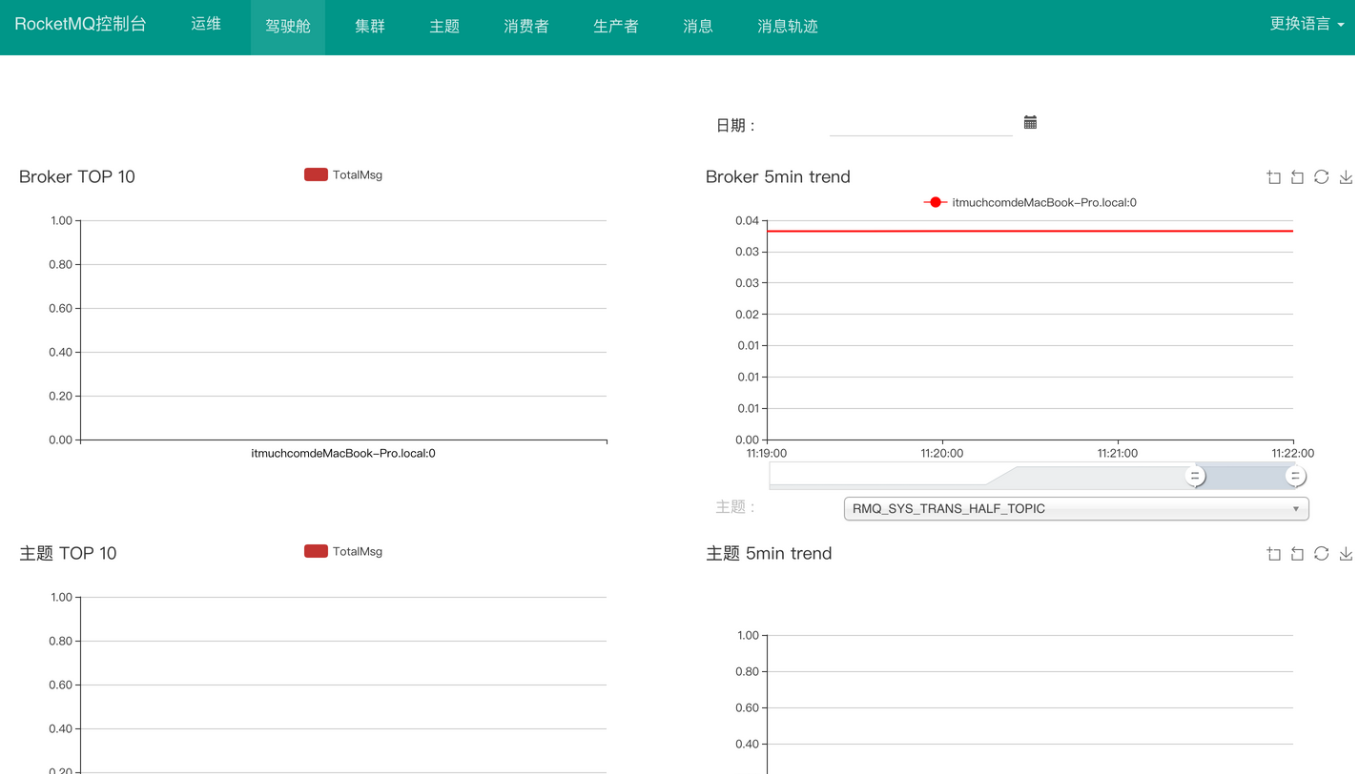 RocketMQ控制台 运维 驾驶舱 集群 主题 消费者 生产者 消息 消息轨迹 更换语言
日期：
Broker TOP 10
TotalMsg
1.00
0.80
0.60
0.40
0.20
0.00
itmuchcomdeMacBook-Pro.local:0
Broker 5min trend
itmuchcomdeMacBook-Pro.local:0
0.04
0.03
0.03
0.02
0.01
0.01
0.01
0.00
11:19:00 11:20:00 11:21:00 11:22:00
主题： RMQ_SYS_TRANS_HALF_TOPIC
主题 TOP 10
TotalMsg
1.00
0.80
0.60
0.40
0.20
主题 5min trend
1.00
0.80
0.60
0.40